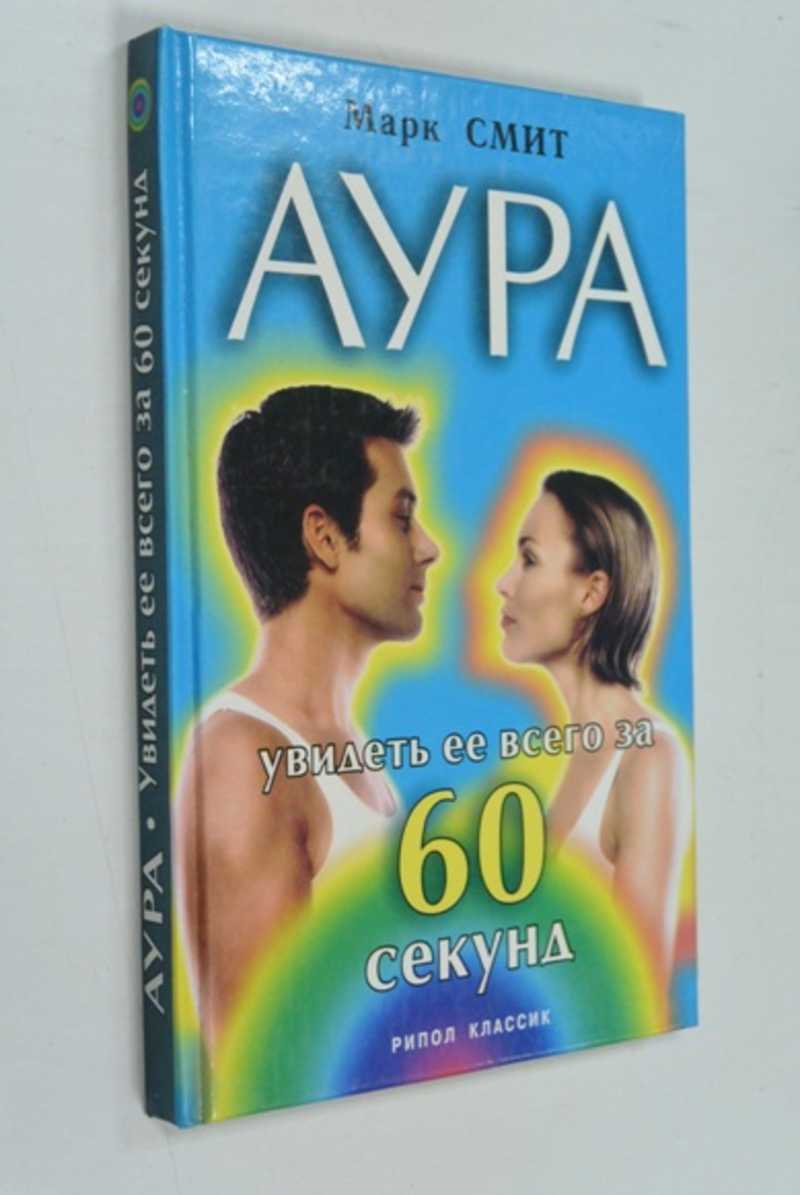 Марк СМИТ
АУРА
увидеть ее всего за
60
секунд
РИПОЛ КЛАССИК
АУРА • Увидеть ее всего за 60 секунд